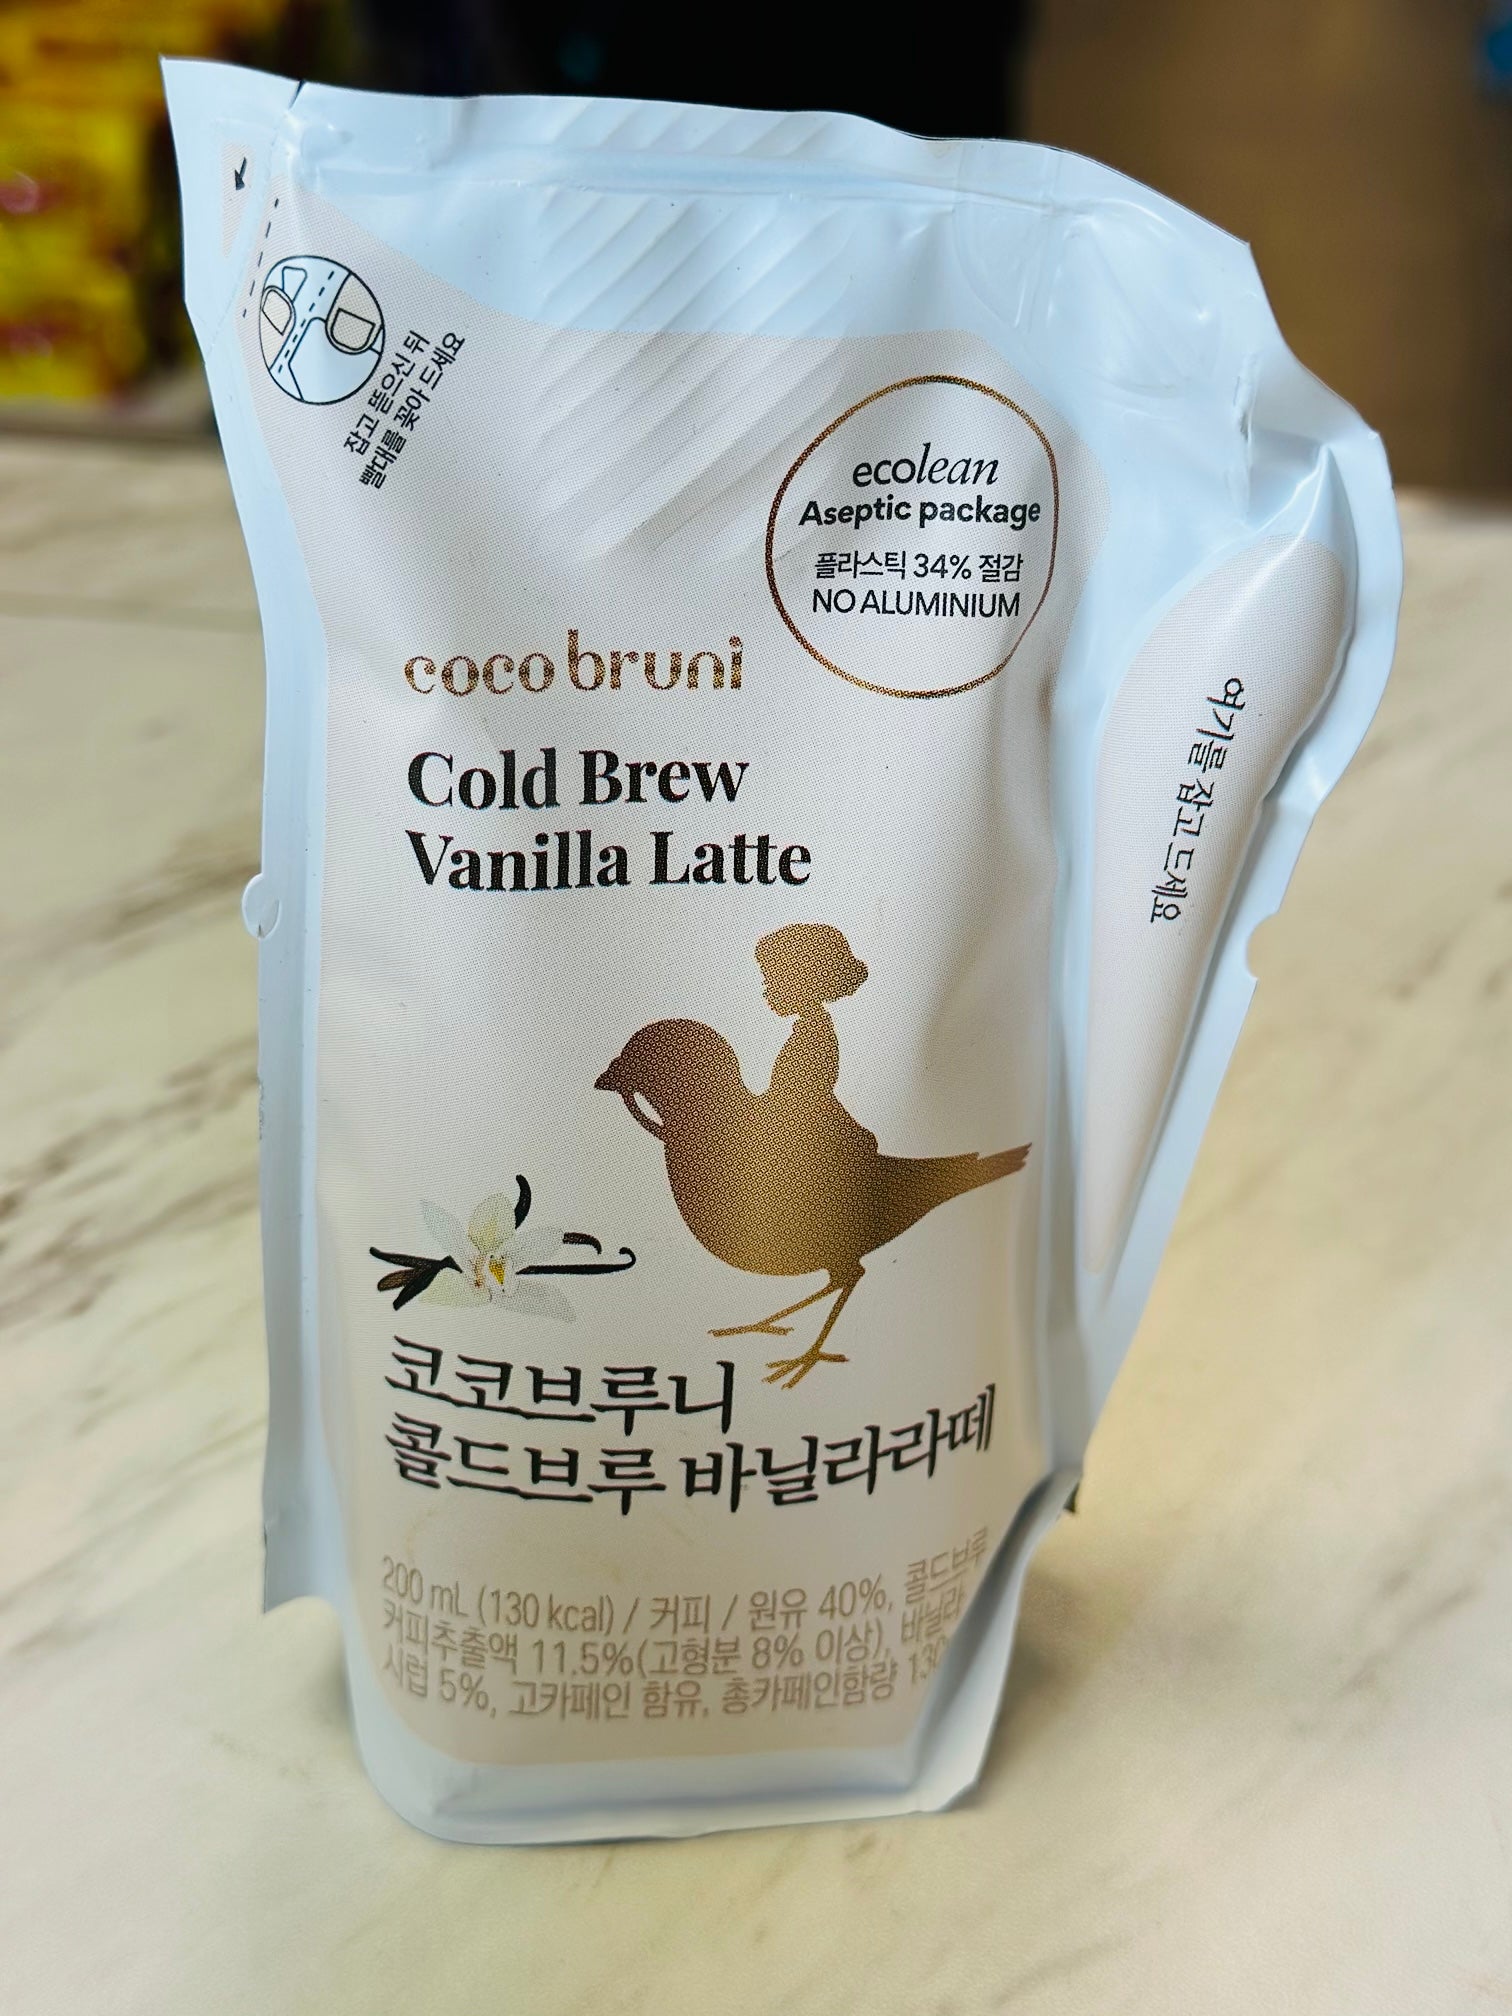 잡고 뜯으신 뒤
빨대를 꽂아 드세요
ecolean
Aseptic package
플라스틱 34% 절감
NO ALUMINIUM
여기를 잡고 드세요
cocobruni
Cold Brew
Vanilla Latte
코코브루니
콜드브루 바닐라라떼
200 mL (130 kcal) / 커피 / 원유 40%, 콜드브루
커피추출액 11.5%(고형분 8% 이상), 바닐라
시럽 5%, 고카페인 함유, 총카페인함량 130